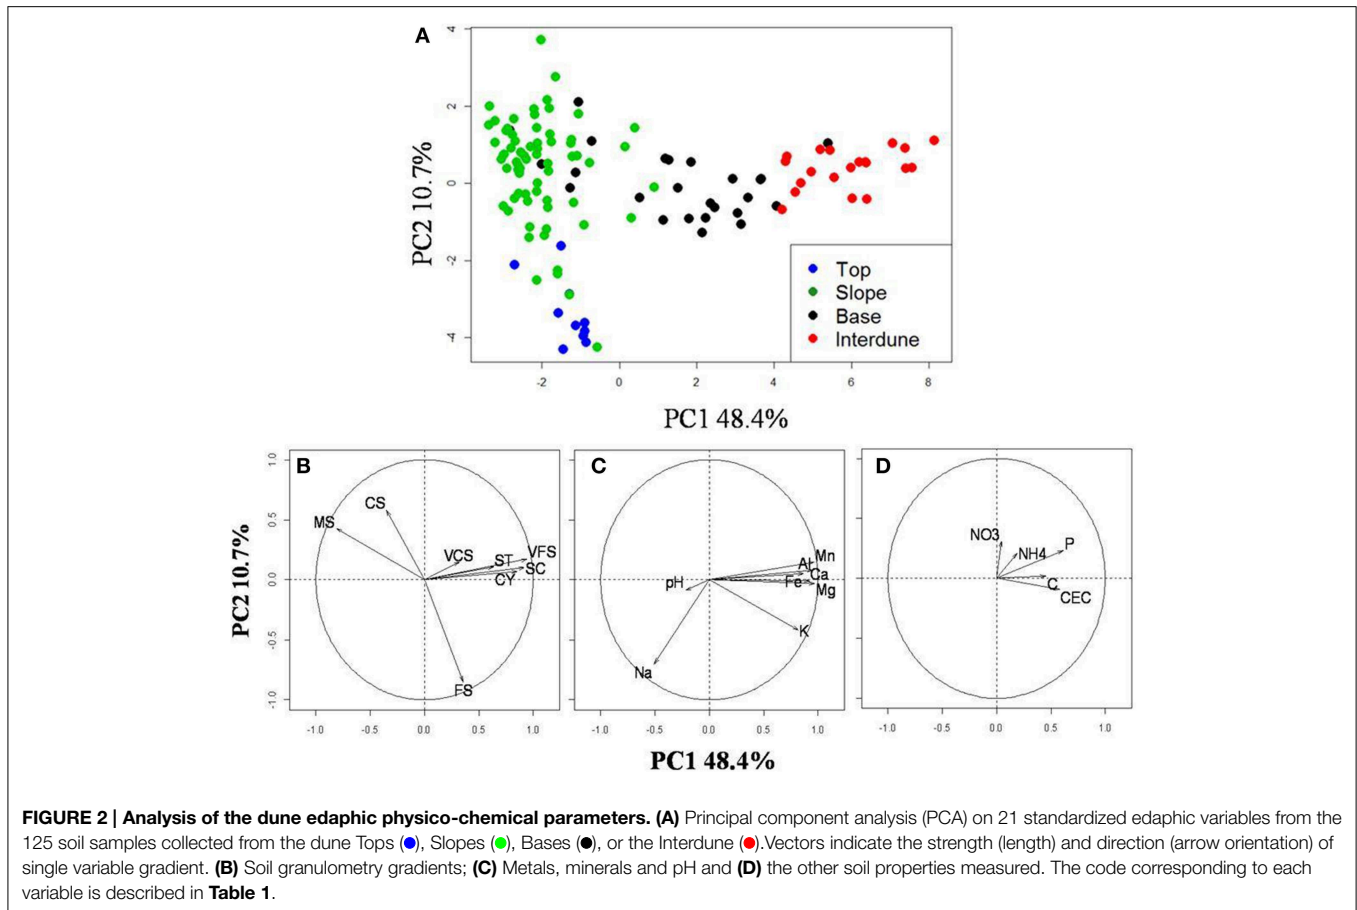 A
4
2
0
-2
-4
PC2 10.7%
Top
Slope
Base
Interdune
-2 0 2 4 6 8
PC1 48.4%
B
CS
MS
VCS
ST
VFS
SC
CY
FS
1.0
0.5
0.0
-0.5
-1.0
PC2 10.7%
-1.0 -0.5 0.0 0.5 1.0
C
Mn
Al
Ca
Fe
Mg
pH
K
Na
-1.0 -0.5 0.0 0.5 1.0
D
NO3
NH4
P
C
CEC
-1.0 -0.5 0.0 0.5 1.0
PC1 48.4%
FIGURE 2 | Analysis of the dune edaphic physico-chemical parameters. (A) Principal component analysis (PCA) on 21 standardized edaphic variables from the
125 soil samples collected from the dune Tops (●), Slopes (●), Bases (●), or the Interdune (●).Vectors indicate the strength (length) and direction (arrow orientation) of
single variable gradient. (B) Soil granulometry gradients; (C) Metals, minerals and pH and (D) the other soil properties measured. The code corresponding to each
variable is described in Table 1.